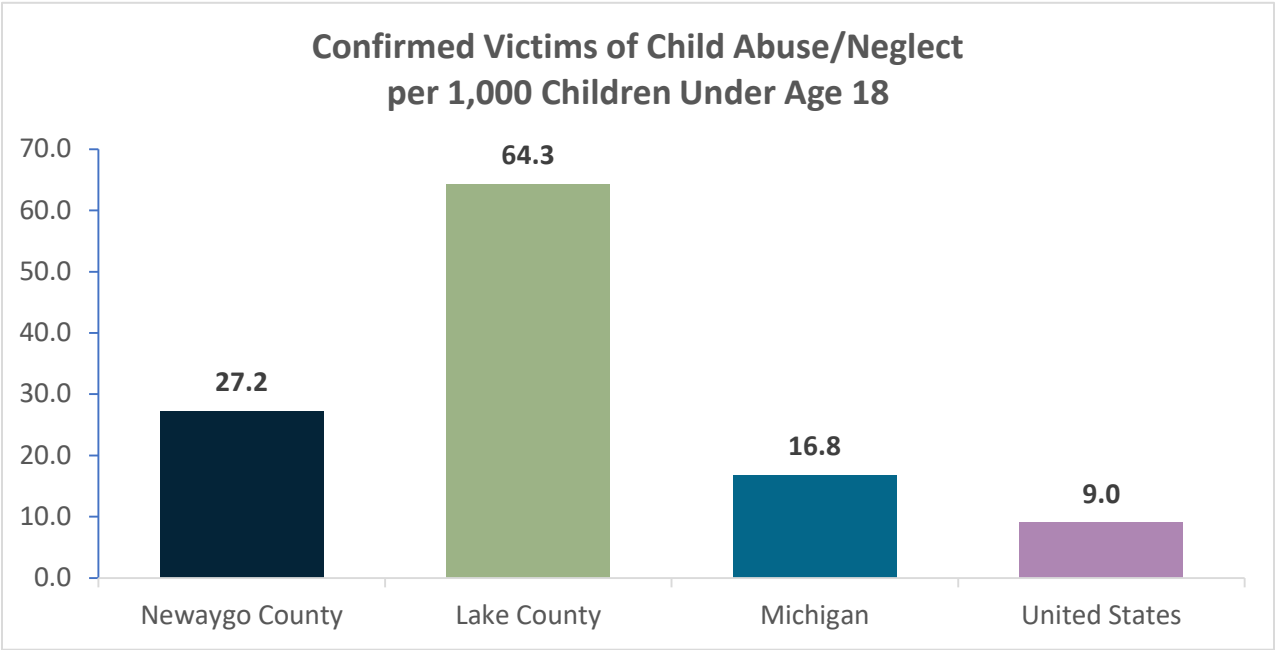 Confirmed Victims of Child Abuse/Neglect
per 1,000 Children Under Age 18
70.0
60.0
50.0
40.0
30.0
20.0
10.0
0.0
27.2
64.3
16.8
9.0
Newaygo County
Lake County
Michigan
United States